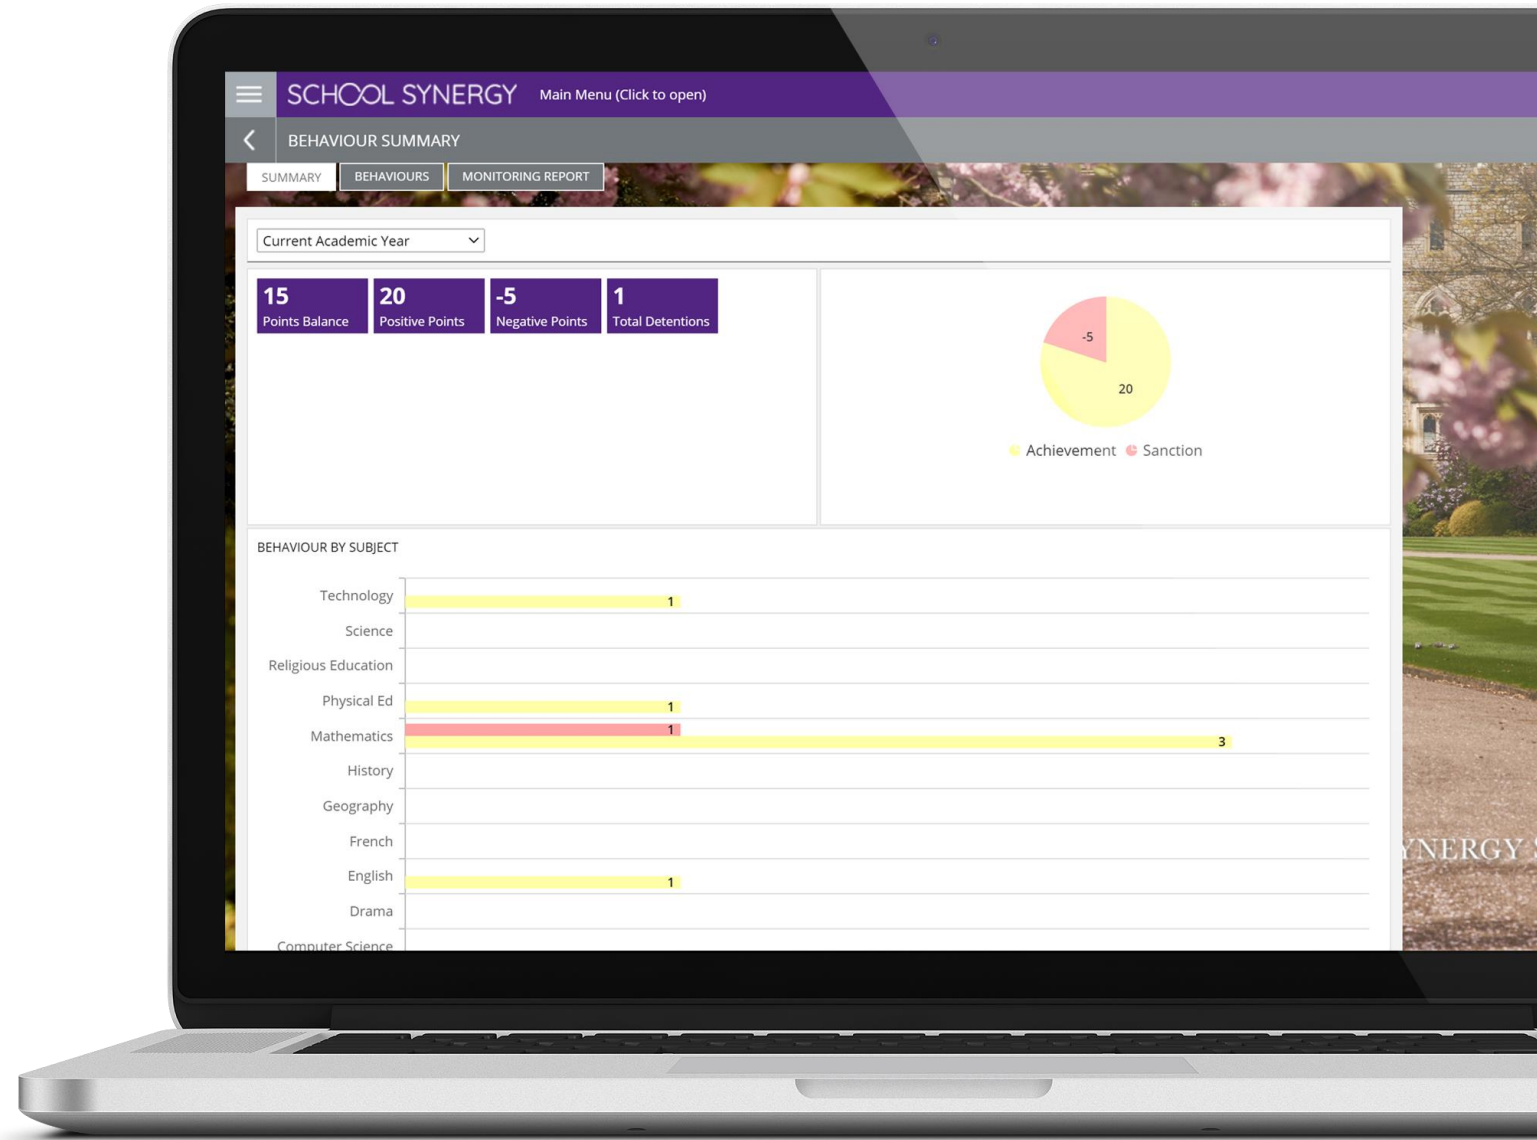 SCHOOL SYNERGY Main Menu (Click to open)
BEHAVIOUR SUMMARY
SUMMARY BEHAVIOURS MONITORING REPORT
Current Academic Year
15 20 -5 1
Points Balance Positive Points Negative Points Total Detentions
-5
20
Achievement Sanction
BEHAVIOUR BY SUBJECT
Technology 1
Science
Religious Education
Physical Ed 1
Mathematics 1
3
History
Geography
French
English 1
Drama
Computer Science
YNERGY